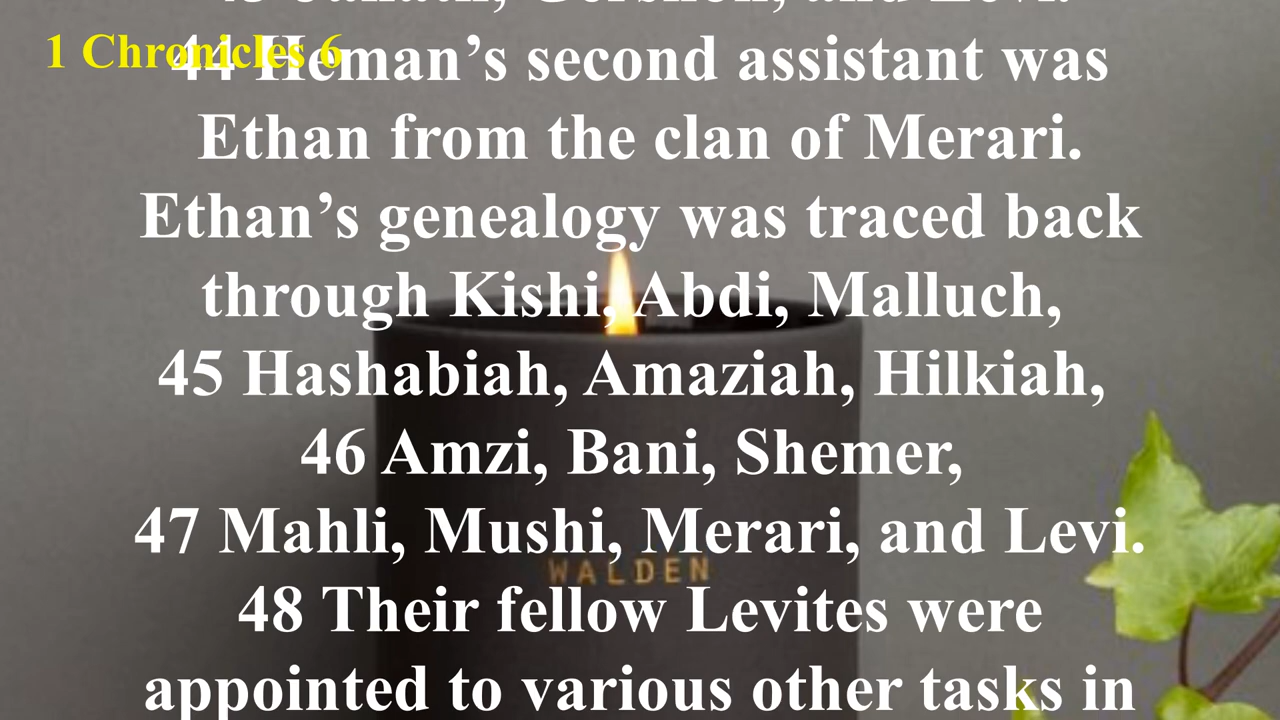 1 Chronicles 6
44 Heman’s second assistant was
Ethan from the clan of Merari.
Ethan’s genealogy was traced back
through Kishi, Abdi, Malluch,
45 Hashabiah, Amaziah, Hilkiah,
46 Amzi, Bani, Shemer,
47 Mahli, Mushi, Merari, and Levi.
WALDEN
48 Their fellow Levites were
appointed to various other tasks in